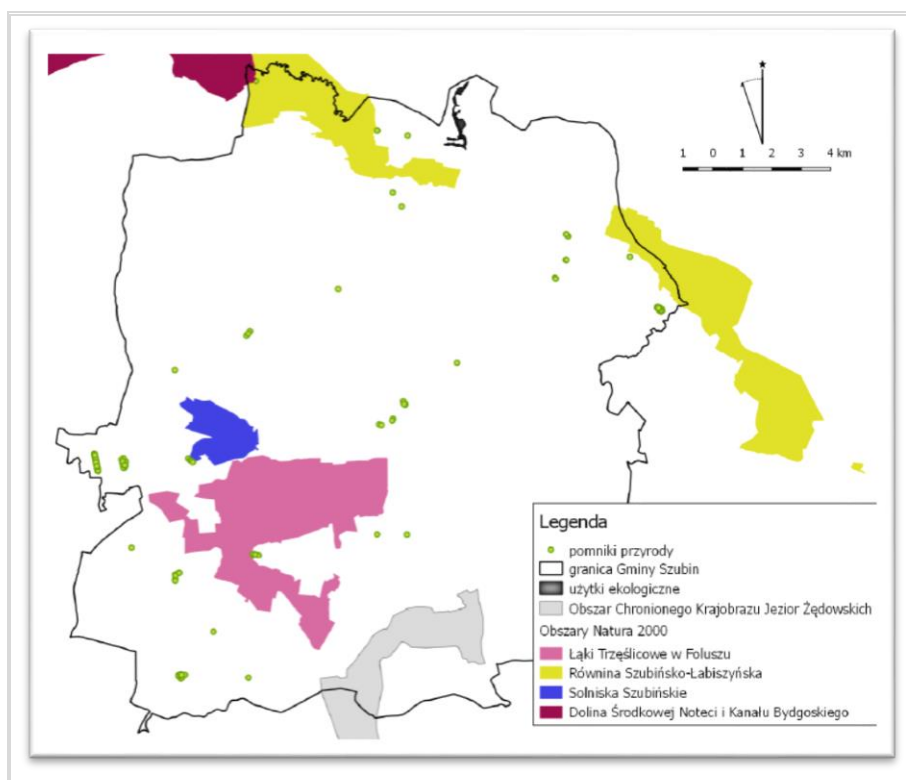 1 0 1 2 3 4 km
Legenda
pomniki przyrody
granica Gminy Szubin
użytki ekologiczne
Obszar Chronionego Krajobrazu Jezior Żędowskich
Obszary Natura 2000
Łąki Trzęślicowe w Foluszu
Równina Szubińsko-Łabiszyńska
Solniska Szubińskie
Dolina Środkowej Noteci i Kanału Bydgoskiego